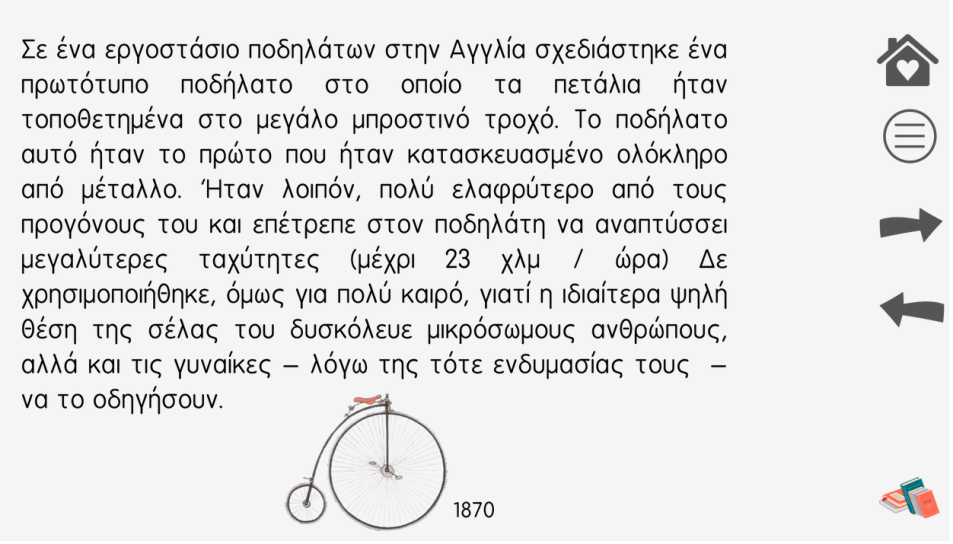 Σε ένα εργοστάσιο ποδηλάτων στην Αγγλία σχεδιάστηκε ένα
πρωτότυπο ποδήλατο στο οποίο τα πετάλια ήταν
τοποθετημένα στο μεγάλο μπροστινό τροχό. Το ποδήλατο
αυτό ήταν το πρώτο που ήταν κατασκευασμένο ολόκληρο
από μέταλλο. Ήταν λοιπόν, πολύ ελαφρύτερο από τους
προγόνους του και επέτρεπε στον ποδηλάτη να αναπτύσσει
μεγαλύτερες ταχύτητες (μέχρι 23 χλμ / ώρα) Δε
χρησιμοποιήθηκε, όμως για πολύ καιρό, γιατί η ιδιαίτερα ψηλή
θέση της σέλας του δυσκόλευε μικρόσωμους ανθρώπους,
αλλά και τις γυναίκες – λόγω της τότε ενδυμασίας τους –
να το οδηγήσουν.
1870